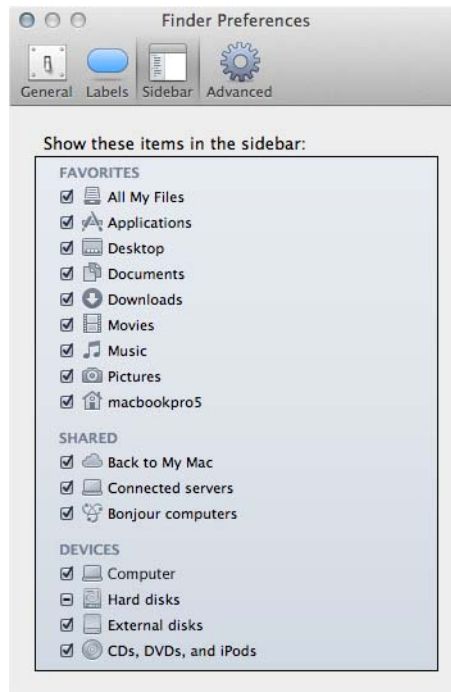 Finder Preferences
General Labels Sidebar Advanced
Show these items in the sidebar:
FAVORITES
All My Files
Applications
Desktop
Documents
Downloads
Movies
Music
Pictures
macbookpro5
SHARED
Back to My Mac
Connected servers
Bonjour computers
DEVICES
Computer
Hard disks
External disks
CDs, DVDs, and iPods